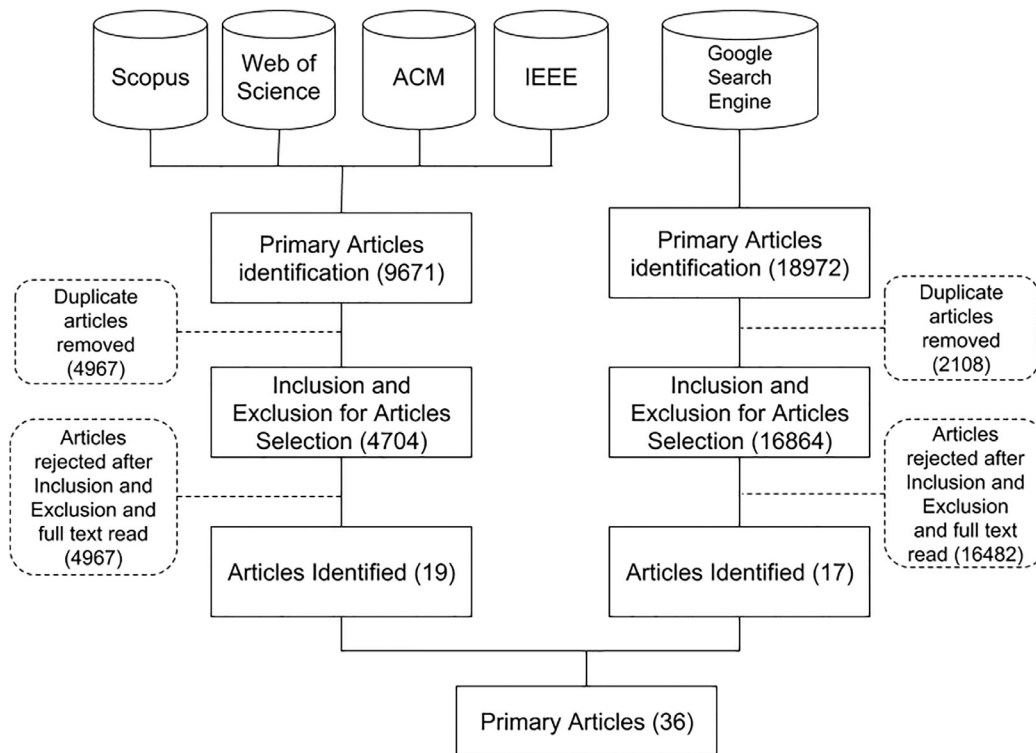 Scopus
Web of
Science
ACM
IEEE
Google
Search
Engine
Primary Articles
identification (9671)
Primary Articles
identification (18972)
Duplicate
articles
removed
(4967)
Duplicate
articles
removed
(2108)
Inclusion and
Exclusion for Articles
Selection (4704)
Inclusion and
Exclusion for Articles
Selection (16864)
Articles
rejected after
Inclusion and
Exclusion and
full text read
(4967)
Articles
rejected after
Inclusion and
Exclusion
and full text
read (16482)
Articles Identified (19)
Articles Identified (17)
Primary Articles (36)